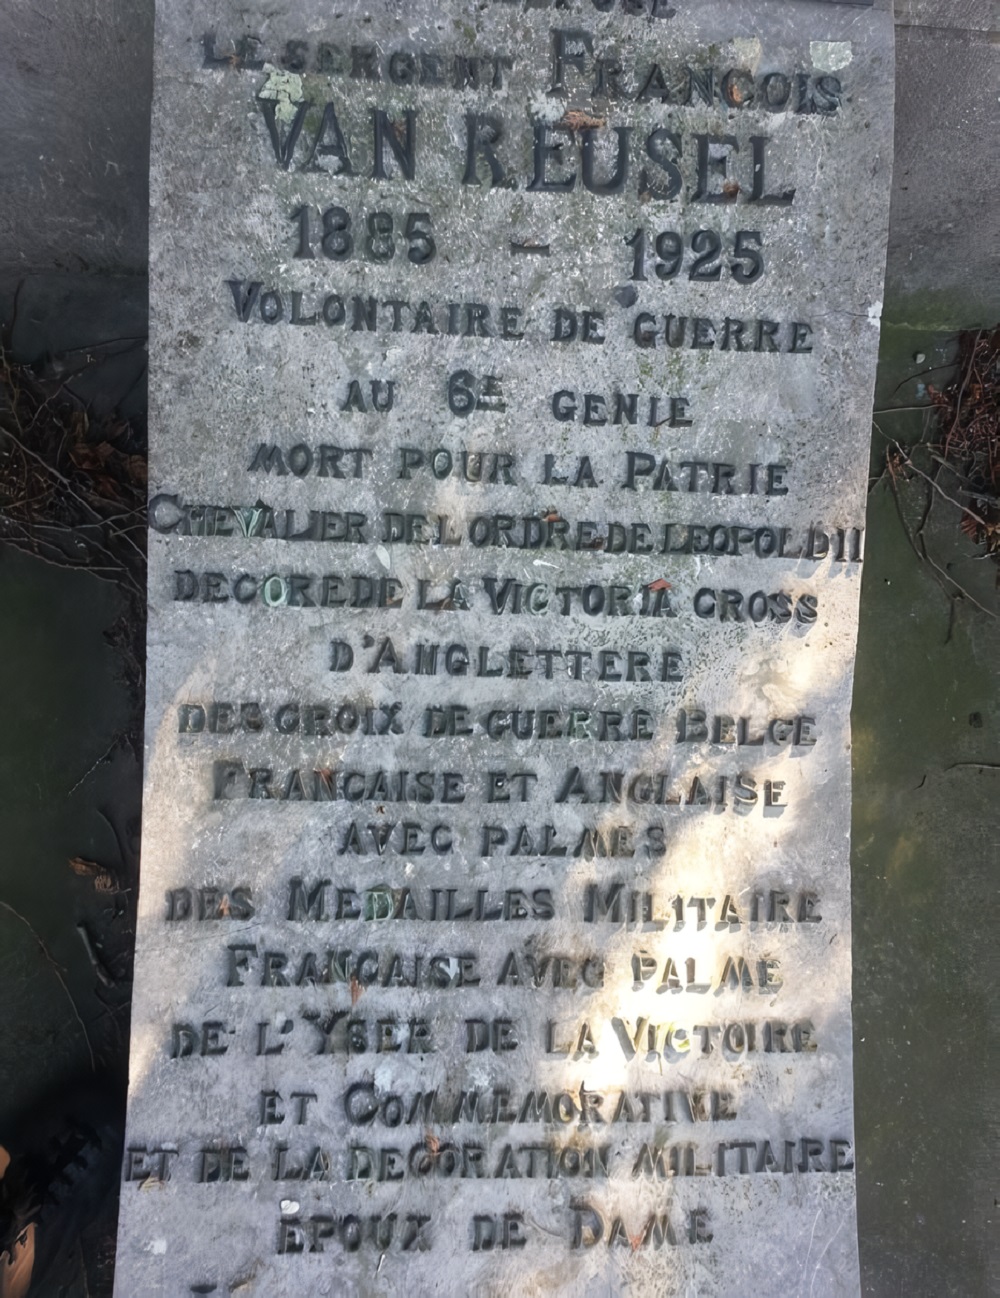 LE SERGENT FRANCOIS
VAN REUSEL
1885 - 1925
VOLONTAIRE DE GUERRE
AU 6E GENIE
MORT POUR LA PATRIE
CHEVALIER DE L ORDRE DE LEOPOLD II
DECORE DE LA VICTORIA CROSS
D'ANGLETTERE
DES CROIX DE GUERRE BELGE
FRANCAISE ET ANGLAISE
AVEC PALMES
DES MEDAILLES MILITAIRE
FRANCAISE AVEC PALME
DE L'YSER DE LA VICTOIRE
ET COMMEMORATIVE
ET DE LA DECORATION MILITAIRE
EPOUX DE DAME